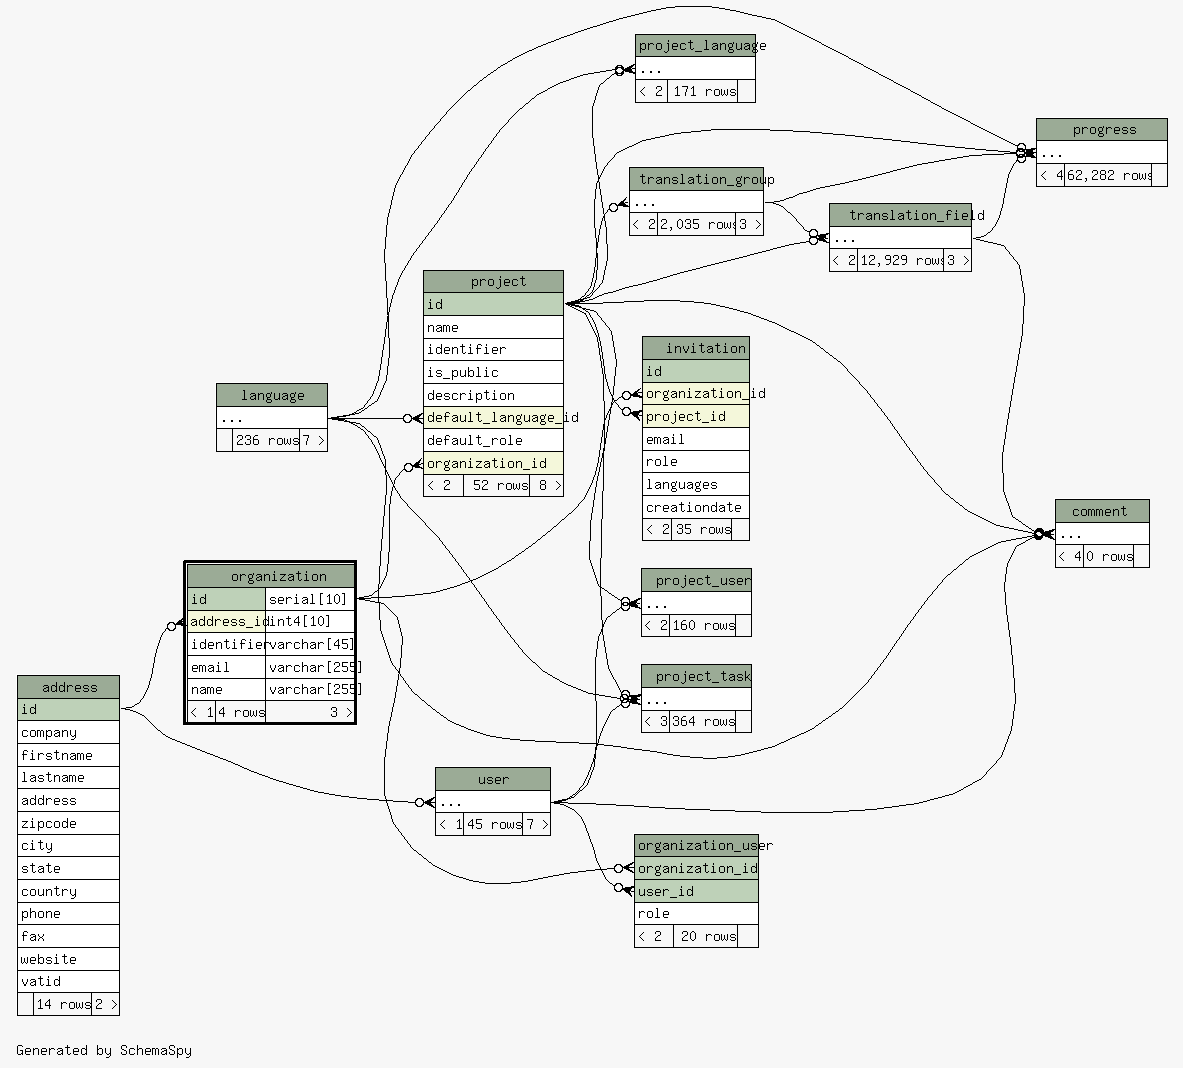 project_language
...
< 2 171 rows
progress
...
< 4 62,282 rows
translation_group
...
< 2 2,035 rows 3 >
translation_field
...
< 2 12,929 rows 3 >
project
id
name
identifier
is_public
description
default_language_id
default_role
organization_id
< 2 52 rows 8 >
invitation
id
organization_id
project_id
email
role
languages
creationdate
< 2 35 rows
language
...
236 rows 7 >
comment
...
< 4 0 rows
organization
id serial[10]
address_id int4[10]
identifier varchar[45]
email varchar[255]
name varchar[255]
< 1 4 rows 3 >
project_user
...
< 2 160 rows
project_task
...
< 3 364 rows
address
id
company
firstname
lastname
address
zipcode
city
state
country
phone
fax
website
vatid
14 rows 2 >
user
...
< 1 45 rows 7 >
organization_user
organization_id
user_id
role
< 2 20 rows
Generated by SchemaSpy